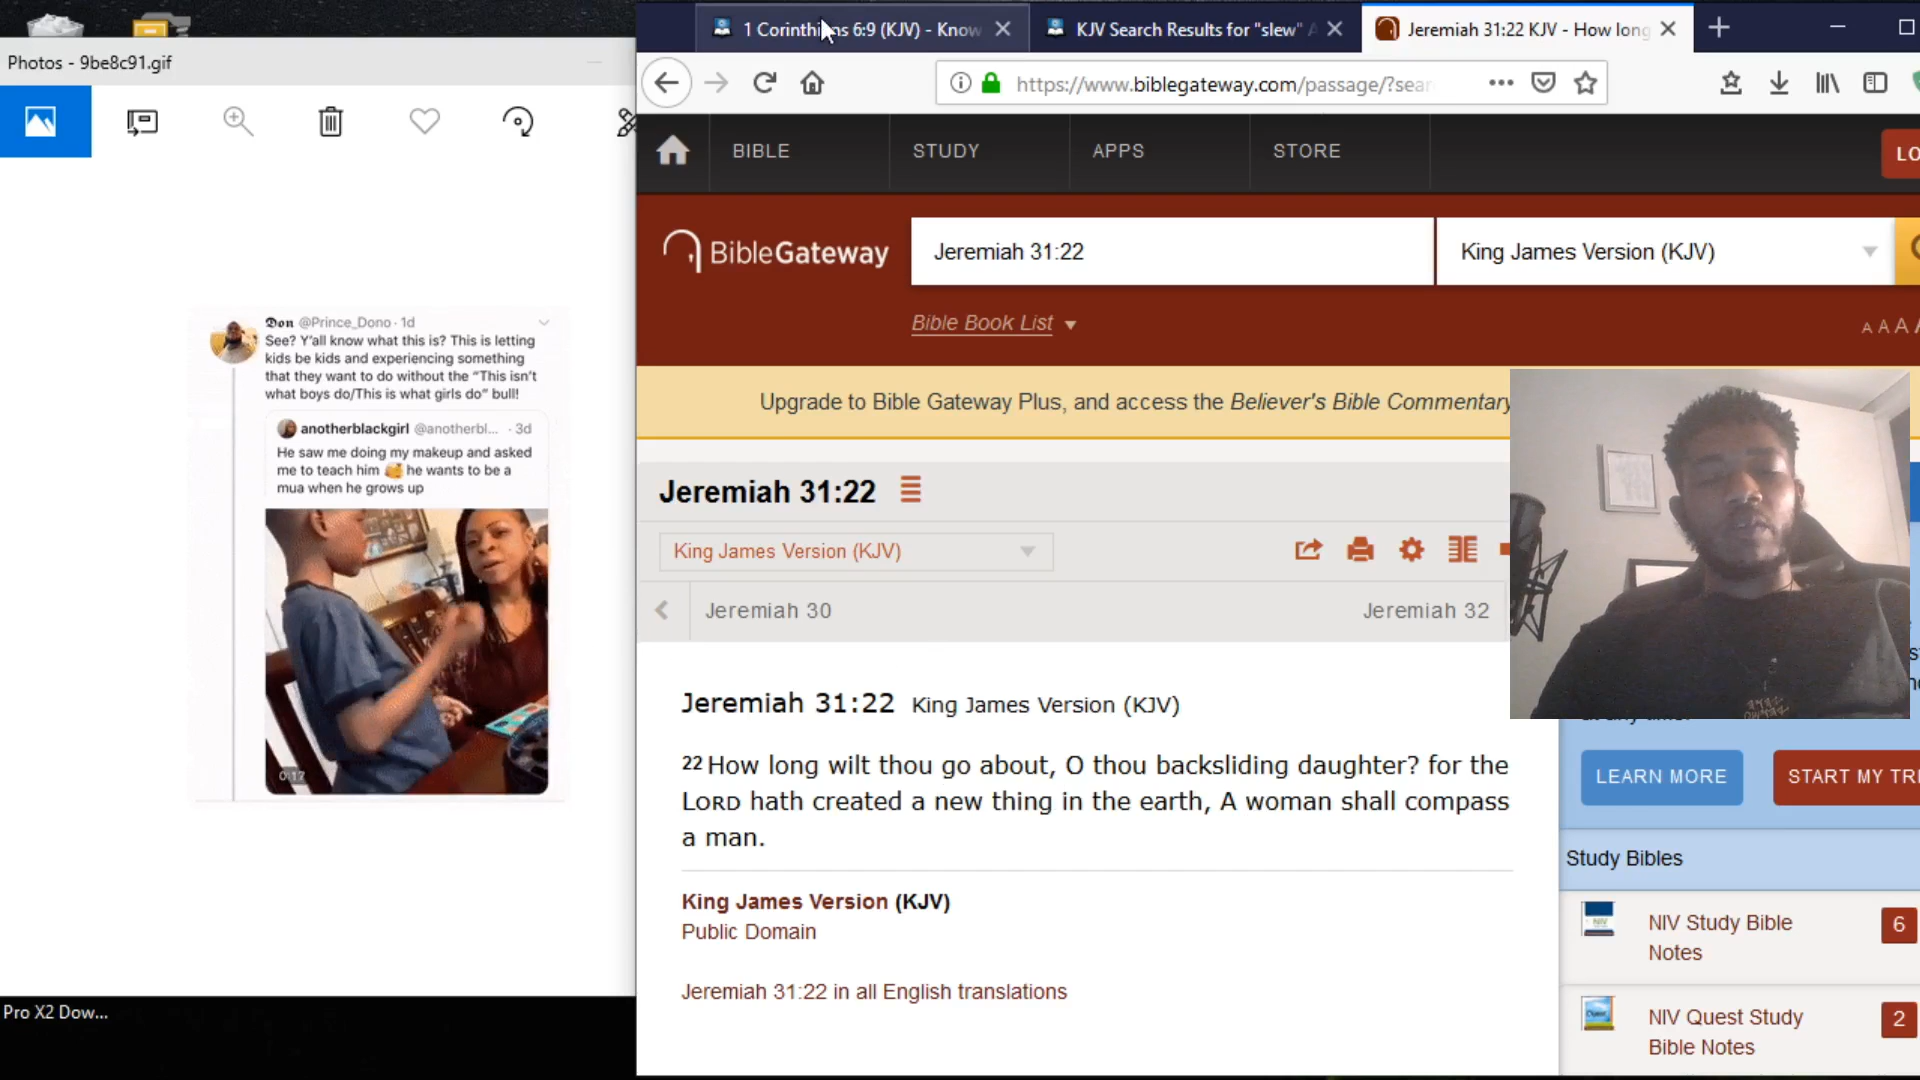 Photos - 9be8c91.gif
Don @Prince_Dono · 1d
See? Y'all know what this is? This is letting
kids be kids and experiencing something
that they want to do without the "This isn't
what boys do/This is what girls do" bull!
anotherblackgirl @anotherbl... · 3d
He saw me doing my makeup and asked
me to teach him 🥰 he wants to be a
mua when he grows up
0:17
Pro X2 Dow...
1 Corinthians 6:9 (KJV) - Know
KJV Search Results for "slew"
Jeremiah 31:22 KJV - How long
https://www.biblegateway.com/passage/?sear
BIBLE
STUDY
APPS
STORE
LO
BibleGateway
Jeremiah 31:22
King James Version (KJV)
Bible Book List
A A A
Upgrade to Bible Gateway Plus, and access the Believer's Bible Commentary
Jeremiah 31:22
King James Version (KJV)
Jeremiah 30
Jeremiah 32
Jeremiah 31:22 King James Version (KJV)
22 How long wilt thou go about, O thou backsliding daughter? for the
LORD hath created a new thing in the earth, A woman shall compass
a man.
King James Version (KJV)
Public Domain
Jeremiah 31:22 in all English translations
LEARN MORE
START MY TRI
Study Bibles
NIV Study Bible
Notes
6
NIV Quest Study
Bible Notes
2